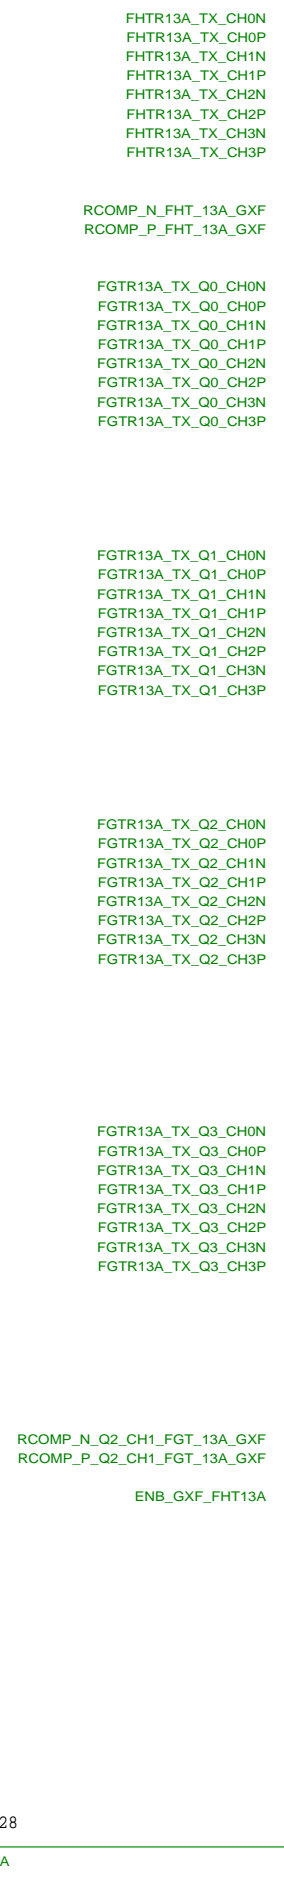 FHTR13A_TX_CH0N
FHTR13A_TX_CH0P
FHTR13A_TX_CH1N
FHTR13A_TX_CH1P
FHTR13A_TX_CH2N
FHTR13A_TX_CH2P
FHTR13A_TX_CH3N
FHTR13A_TX_CH3P
RCOMP_N_FHT_13A_GXF
RCOMP_P_FHT_13A_GXF
FGTR13A_TX_Q0_CH0N
FGTR13A_TX_Q0_CH0P
FGTR13A_TX_Q0_CH1N
FGTR13A_TX_Q0_CH1P
FGTR13A_TX_Q0_CH2N
FGTR13A_TX_Q0_CH2P
FGTR13A_TX_Q0_CH3N
FGTR13A_TX_Q0_CH3P
FGTR13A_TX_Q1_CH0N
FGTR13A_TX_Q1_CH0P
FGTR13A_TX_Q1_CH1N
FGTR13A_TX_Q1_CH1P
FGTR13A_TX_Q1_CH2N
FGTR13A_TX_Q1_CH2P
FGTR13A_TX_Q1_CH3N
FGTR13A_TX_Q1_CH3P
FGTR13A_TX_Q2_CH0N
FGTR13A_TX_Q2_CH0P
FGTR13A_TX_Q2_CH1N
FGTR13A_TX_Q2_CH1P
FGTR13A_TX_Q2_CH2N
FGTR13A_TX_Q2_CH2P
FGTR13A_TX_Q2_CH3N
FGTR13A_TX_Q2_CH3P
FGTR13A_TX_Q3_CH0N
FGTR13A_TX_Q3_CH0P
FGTR13A_TX_Q3_CH1N
FGTR13A_TX_Q3_CH1P
FGTR13A_TX_Q3_CH2N
FGTR13A_TX_Q3_CH2P
FGTR13A_TX_Q3_CH3N
FGTR13A_TX_Q3_CH3P
RCOMP_N_Q2_CH1_FGT_13A_GXF
RCOMP_P_Q2_CH1_FGT_13A_GXF
ENB_GXF_FHT13A
28
A